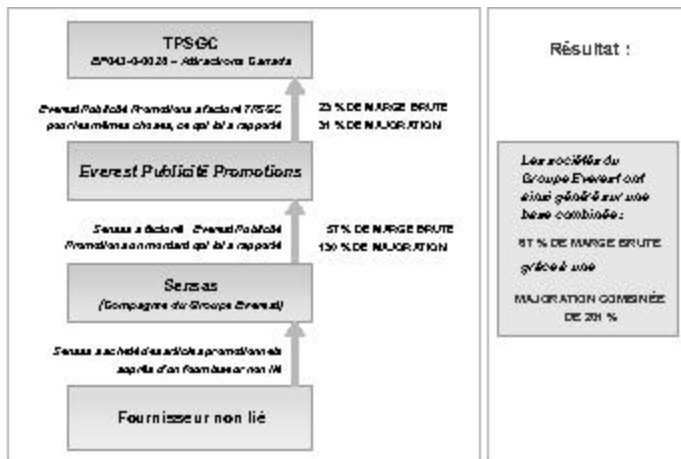 TPSGC
EP043-0-0028 – Attractions Canada
Everest Publicité Promotions a facturé TPSGC
pour les mêmes choses, ce qui lui a rapporté
23 % DE MARGE BRUTE
31 % DE MAJORATION
Everest Publicité Promotions
Sensas a facturé Everest Publicité
Promotions un montant qui lui a rapporté
57 % DE MARGE BRUTE
130 % DE MAJORATION
Sensas
(Compagnie du Groupe Everest)
Sensas a acheté des articles promotionnels
auprès d'un fournisseur non lié
Fournisseur non lié
Résultat :
Les sociétés du
Groupe Everest ont
ainsi généré sur une
base combinée :
67 % DE MARGE BRUTE
grâce à une
MAJORATION COMBINÉE
DE 201 %